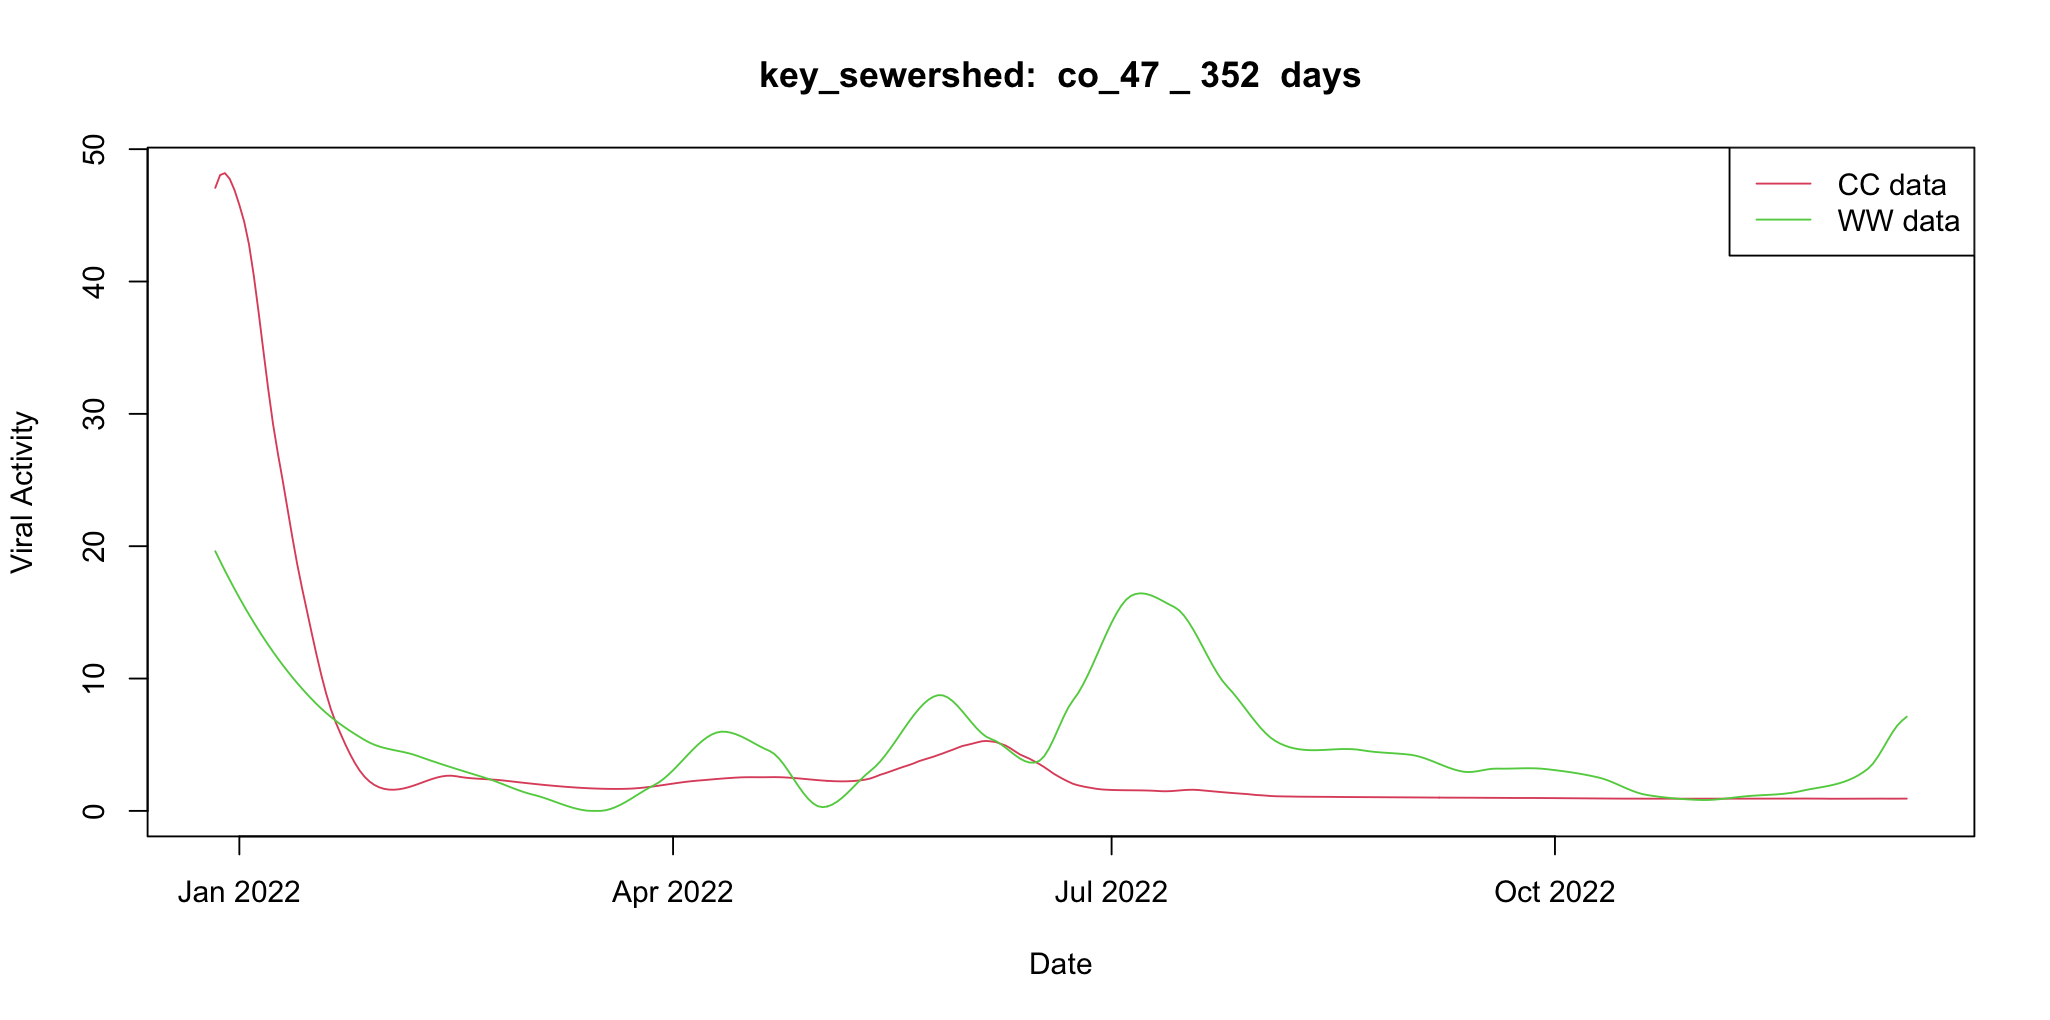 key_sewershed: co_47 _ 352 days
50
40
30
20
10
0
Viral Activity
CC data
WW data
Jan 2022
Apr 2022
Jul 2022
Oct 2022
Date